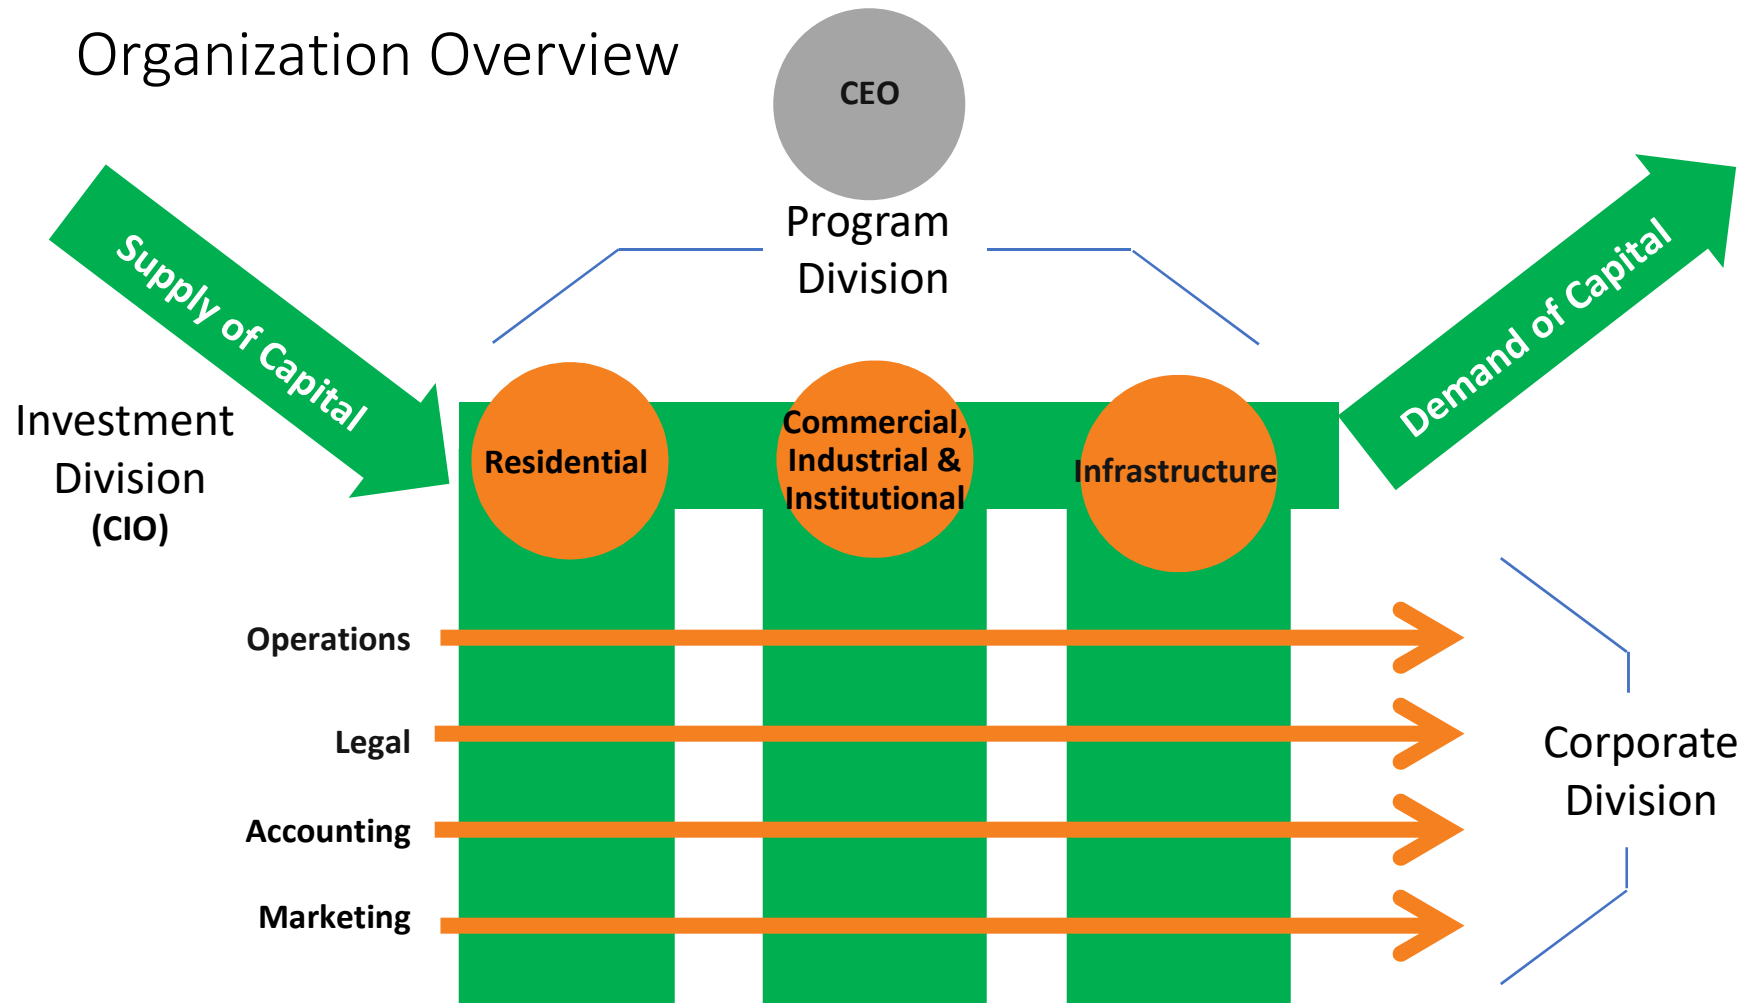 Organization Overview
CEO
Program
Division
Supply of Capital
Demand of Capital
Investment
Division
(CIO)
Residential
Commercial,
Industrial &
Institutional
Infrastructure
Operations
Legal
Accounting
Marketing
Corporate
Division